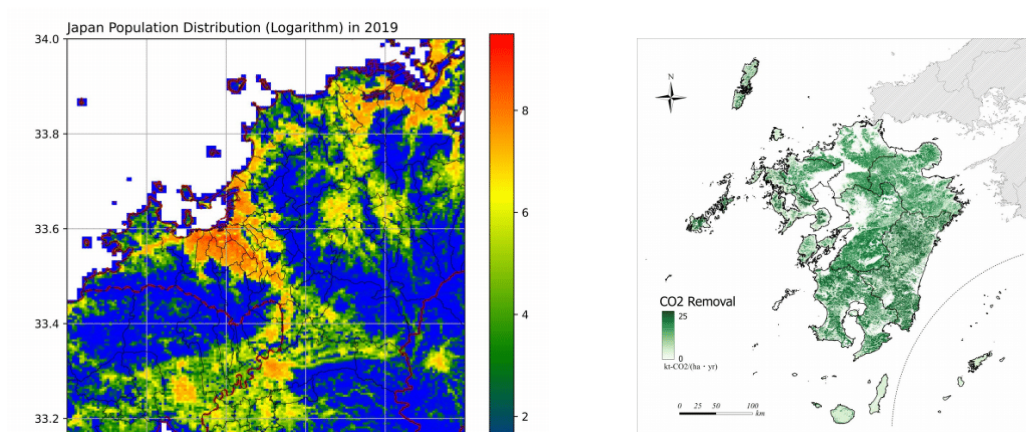 Japan Population Distribution (Logarithm) in 2019
34.0
33.8
33.6
33.4
33.2
8
6
4
2
N
CO2 Removal
25
0
kt-CO2/(ha・yr)
0 25 50 100
km